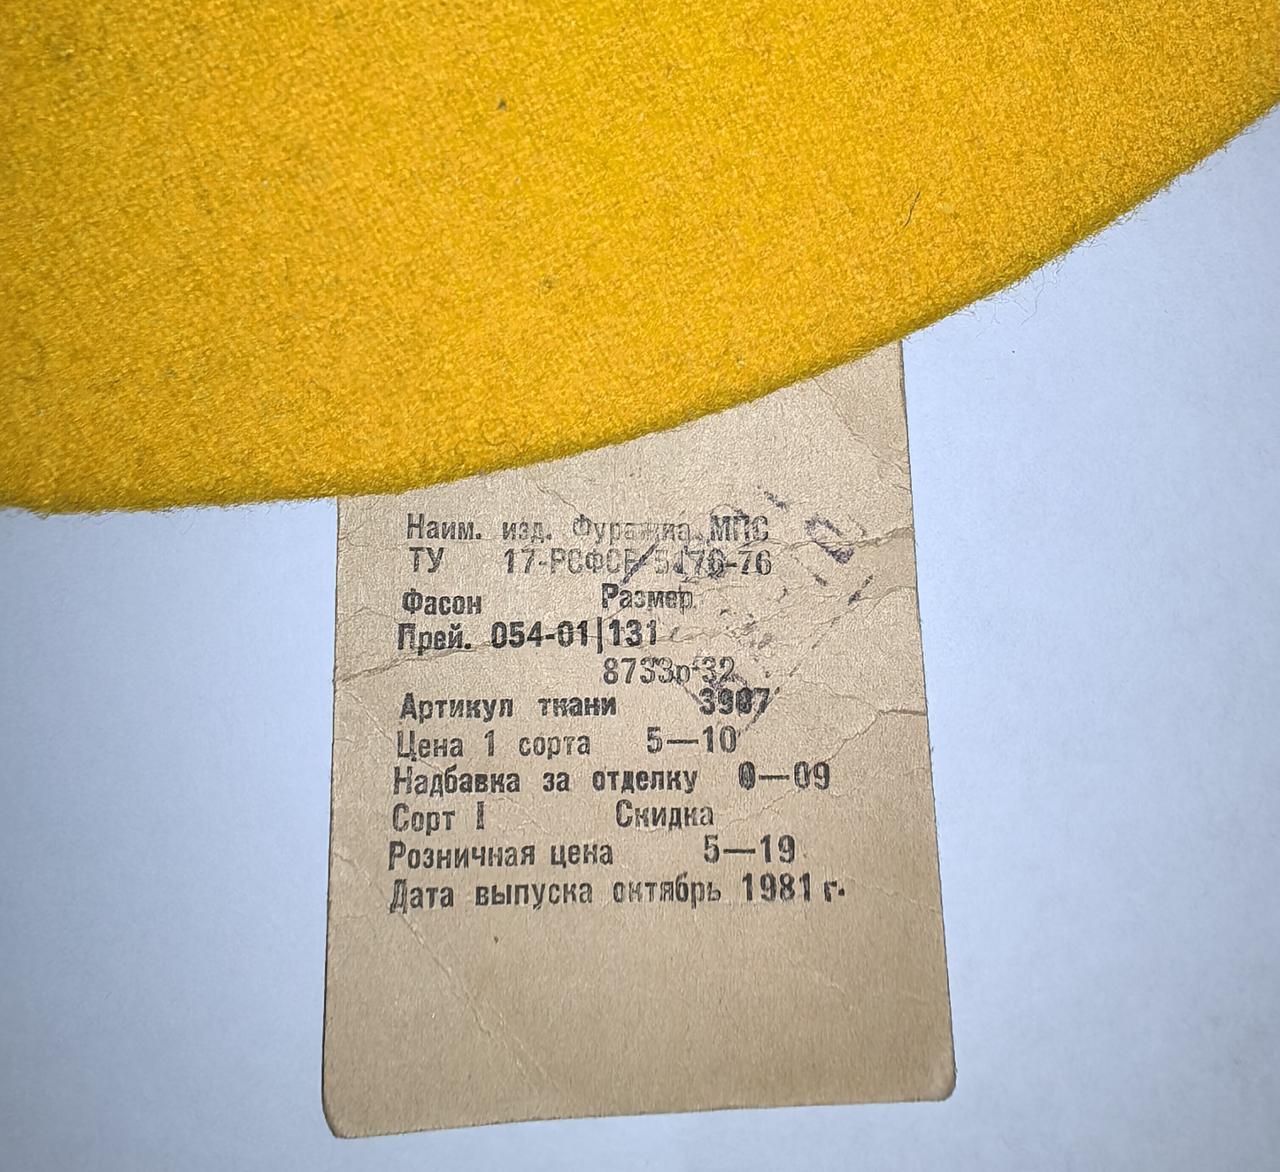 Наим. изд. Фуражка МПС
ТУ 17-РСФСР-5176-76
Фасон Размер.
Прей. 054-01|131
8733р-32
Артикул ткани 3907
Цена 1 сорта 5—10
Надбавка за отделку 0—09
Сорт I Скидка
Розничная цена 5—19
Дата выпуска октябрь 1981 г.